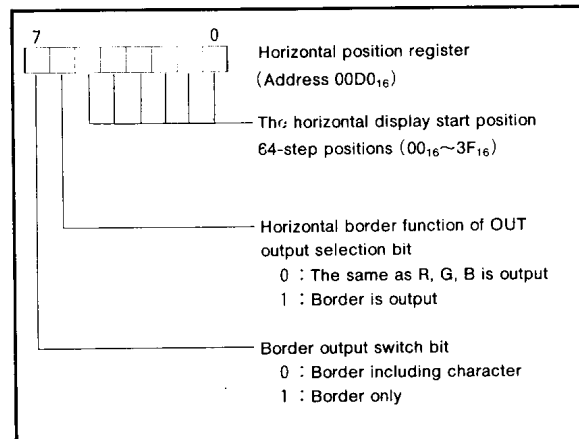 7 0
Horizontal position register
(Address 00D0₁₆)
The horizontal display start position
64-step positions (00₁₆~3F₁₆)
Horizontal border function of OUT
output selection bit
0 : The same as R, G, B is output
1 : Border is output
Border output switch bit
0 : Border including character
1 : Border only